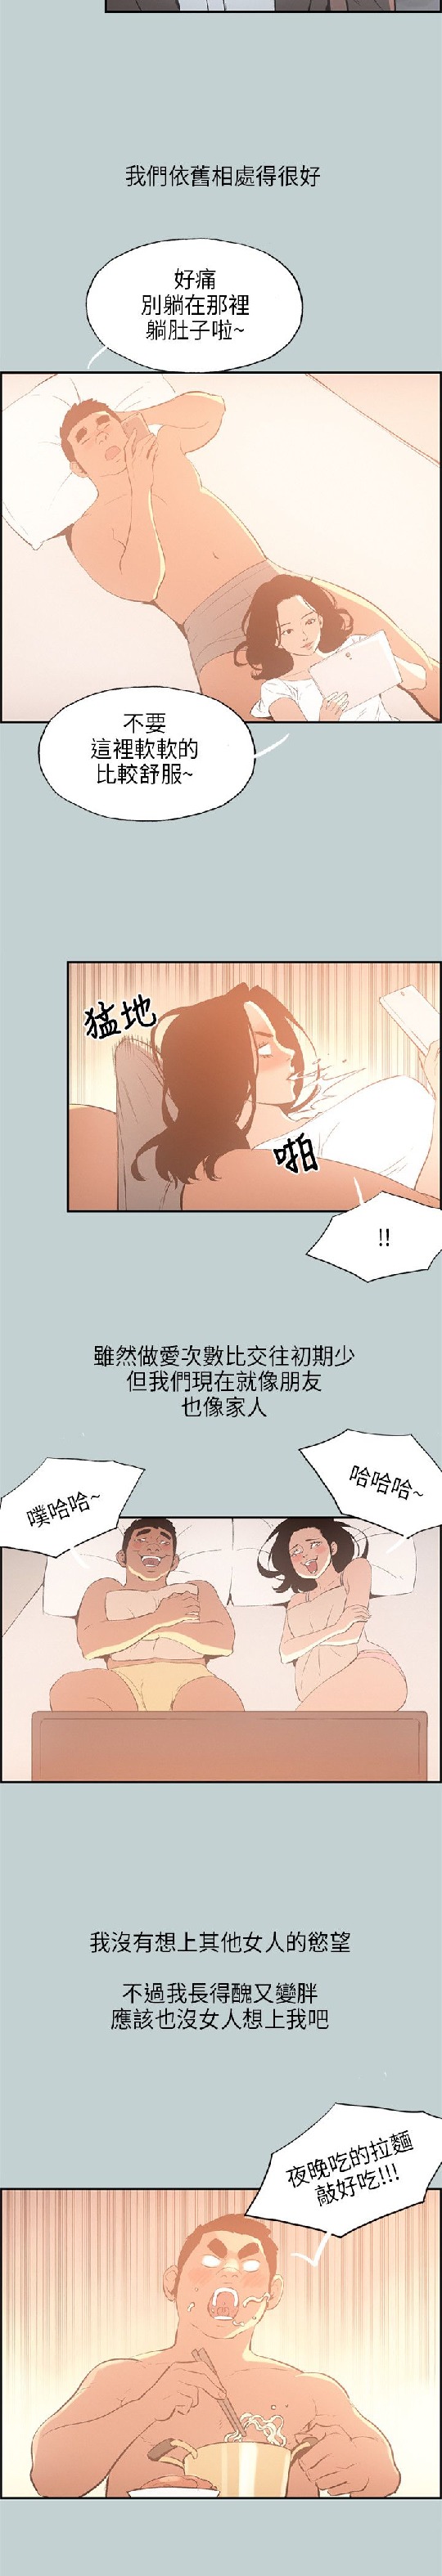 我們依舊相處得很好
好痛
別躺在那裡
躺肚子啦~
不要
這裡軟軟的
比較舒服~
猛地
啪
!!
雖然做愛次數比交往初期少
但我們現在就像朋友
也像家人
哈哈哈~
噗哈哈~
我沒有想上其他女人的慾望
不過我長得醜又變胖
應該也沒女人想上我吧
夜晚吃的拉麵
敲好吃!!!